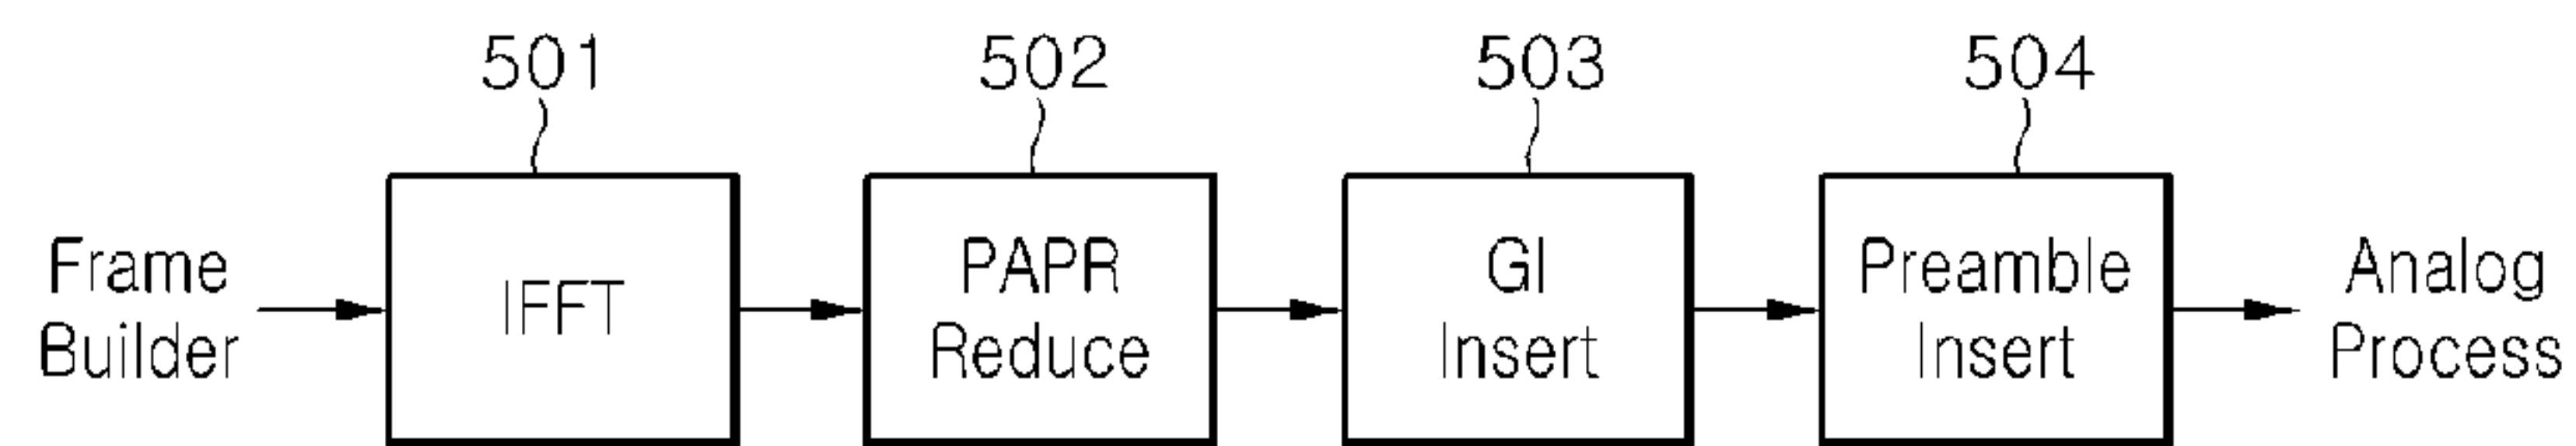 501
502
503
504
Frame
Builder
IFFT
PAPR
Reduce
GI
Insert
Preamble
Insert
Analog
Process